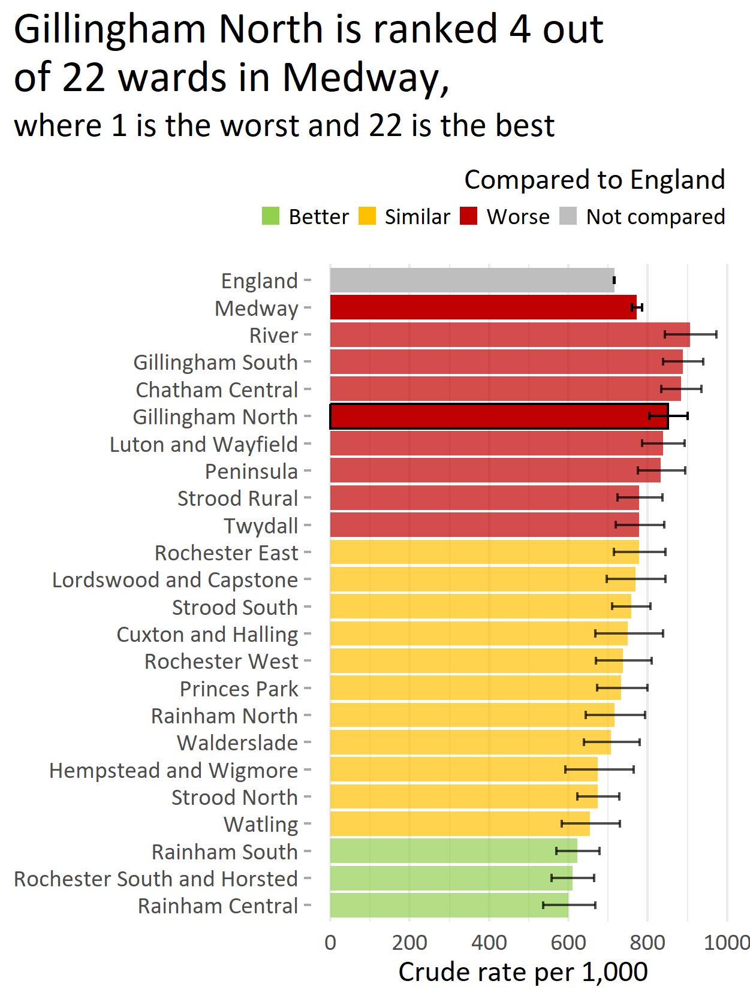 Gillingham North is ranked 4 out
of 22 wards in Medway,
where 1 is the worst and 22 is the best
Compared to England
Better Similar Worse Not compared
England
Medway
River
Gillingham South
Chatham Central
Gillingham North
Luton and Wayfield
Peninsula
Strood Rural
Twydall
Rochester East
Lordswood and Capstone
Strood South
Cuxton and Halling
Rochester West
Princes Park
Rainham North
Walderslade
Hempstead and Wigmore
Strood North
Watling
Rainham South
Rochester South and Horsted
Rainham Central
0 200 400 600 800 1000
Crude rate per 1,000